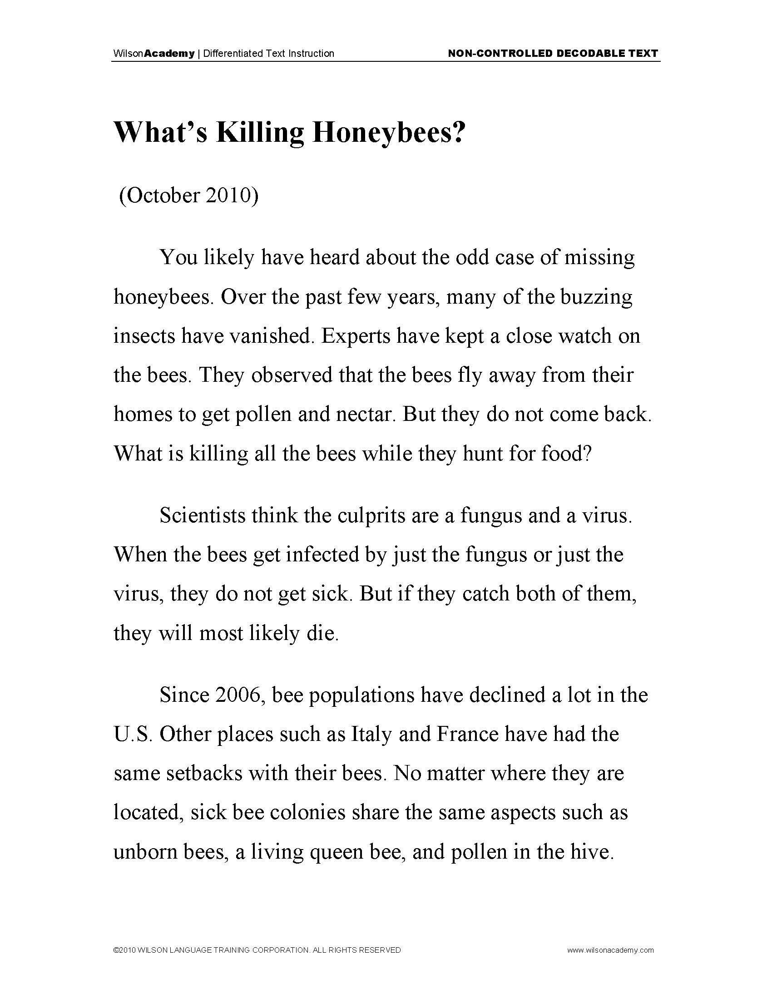 WilsonAcademy | Differentiated Text Instruction NON-CONTROLLED DECODABLE TEXT
What's Killing Honeybees?
(October 2010)
You likely have heard about the odd case of missing
honeybees. Over the past few years, many of the buzzing
insects have vanished. Experts have kept a close watch on
the bees. They observed that the bees fly away from their
homes to get pollen and nectar. But they do not come back.
What is killing all the bees while they hunt for food?
Scientists think the culprits are a fungus and a virus.
When the bees get infected by just the fungus or just the
virus, they do not get sick. But if they catch both of them,
they will most likely die.
Since 2006, bee populations have declined a lot in the
U.S. Other places such as Italy and France have had the
same setbacks with their bees. No matter where they are
located, sick bee colonies share the same aspects such as
unborn bees, a living queen bee, and pollen in the hive.
©2010 WILSON LANGUAGE TRAINING CORPORATION. ALL RIGHTS RESERVED www.wilsonacademy.com